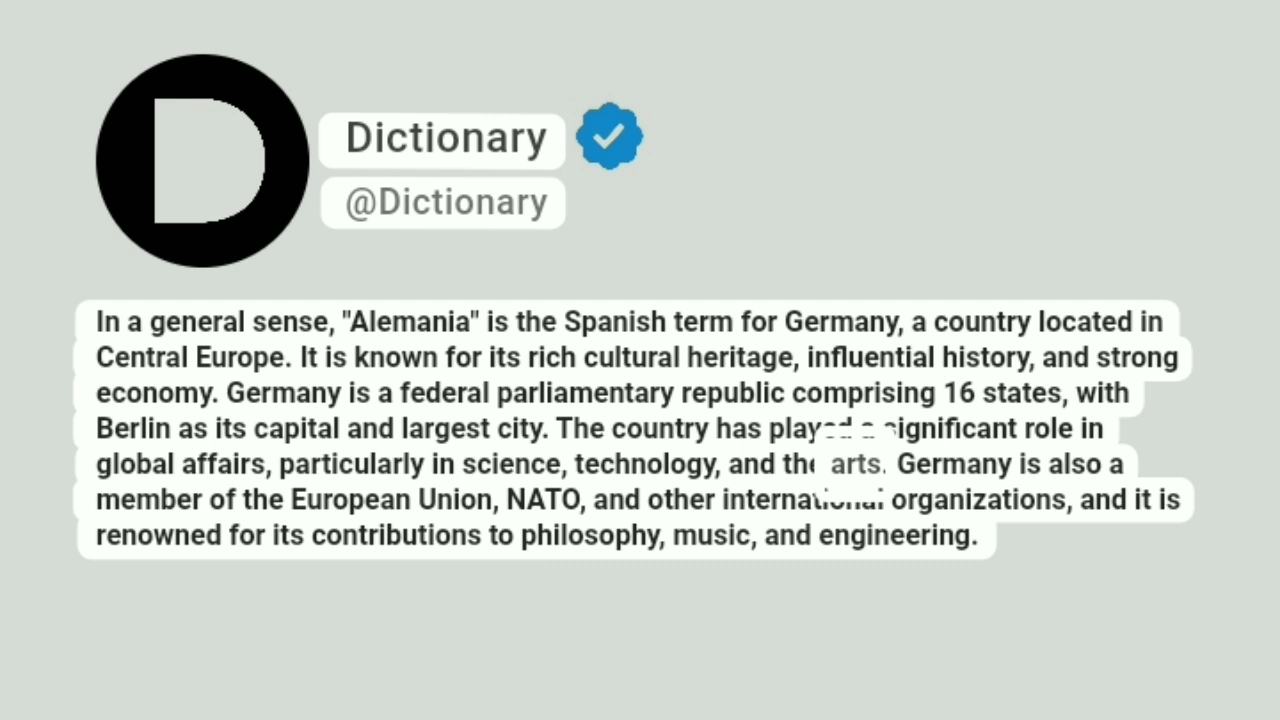 Dictionary
@Dictionary
In a general sense, "Alemania" is the Spanish term for Germany, a country located in
Central Europe. It is known for its rich cultural heritage, influential history, and strong
economy. Germany is a federal parliamentary republic comprising 16 states, with
Berlin as its capital and largest city. The country has played a significant role in
global affairs, particularly in science, technology, and the arts. Germany is also a
member of the European Union, NATO, and other international organizations, and it is
renowned for its contributions to philosophy, music, and engineering.